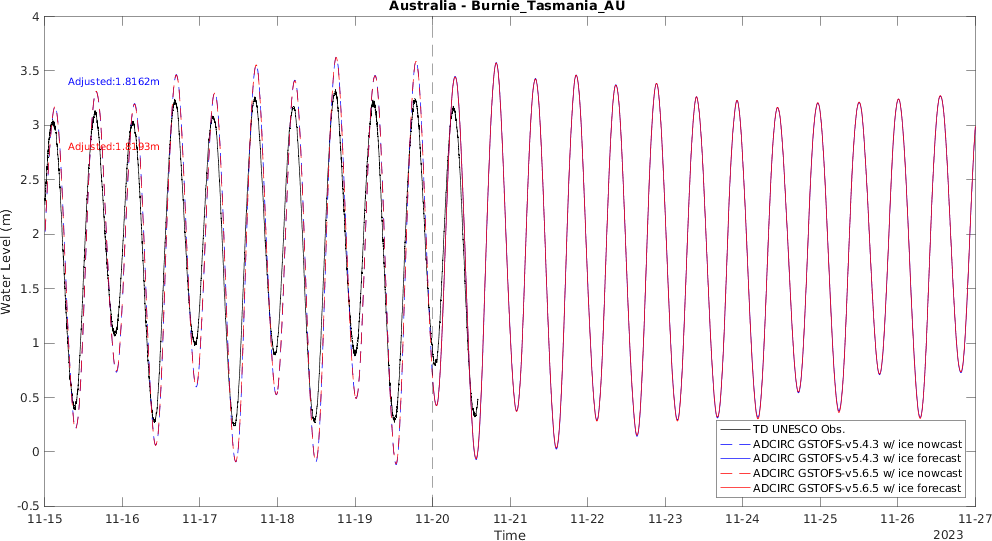 Australia - Burnie_Tasmania_AU
4
3.5
3
2.5
2
1.5
1
0.5
0
-0.5
Water Level (m)
Adjusted:1.8162m
Adjusted:1.8193m
TD UNESCO Obs.
ADCIRC GSTOFS-v5.4.3 w/ ice nowcast
ADCIRC GSTOFS-v5.4.3 w/ ice forecast
ADCIRC GSTOFS-v5.6.5 w/ ice nowcast
ADCIRC GSTOFS-v5.6.5 w/ ice forecast
11-15 11-16 11-17 11-18 11-19 11-20 11-21 11-22 11-23 11-24 11-25 11-26 11-27
Time
2023